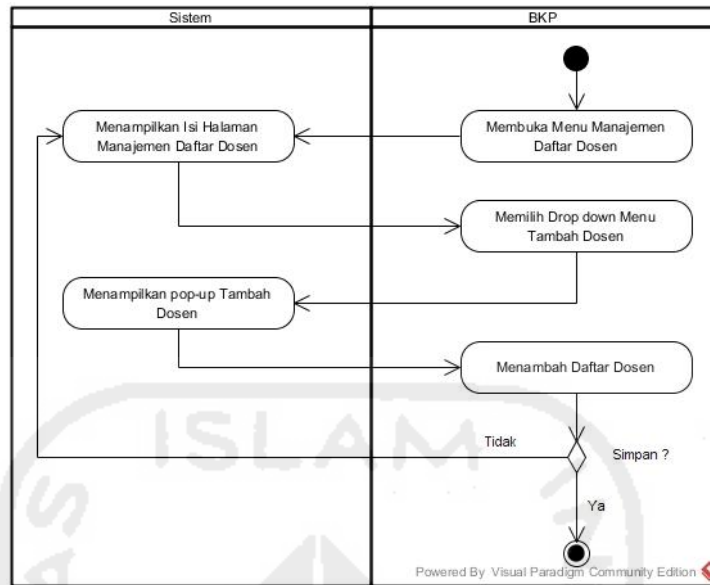 Sistem
BKP
Membuka Menu Manajemen
Daftar Dosen
Menampilkan Isi Halaman
Manajemen Daftar Dosen
Memilih Drop down Menu
Tambah Dosen
Menampilkan pop-up Tambah
Dosen
Menambah Daftar Dosen
Tidak
Simpan ?
Ya
Powered By Visual Paradigm Community Edition
ISLAM